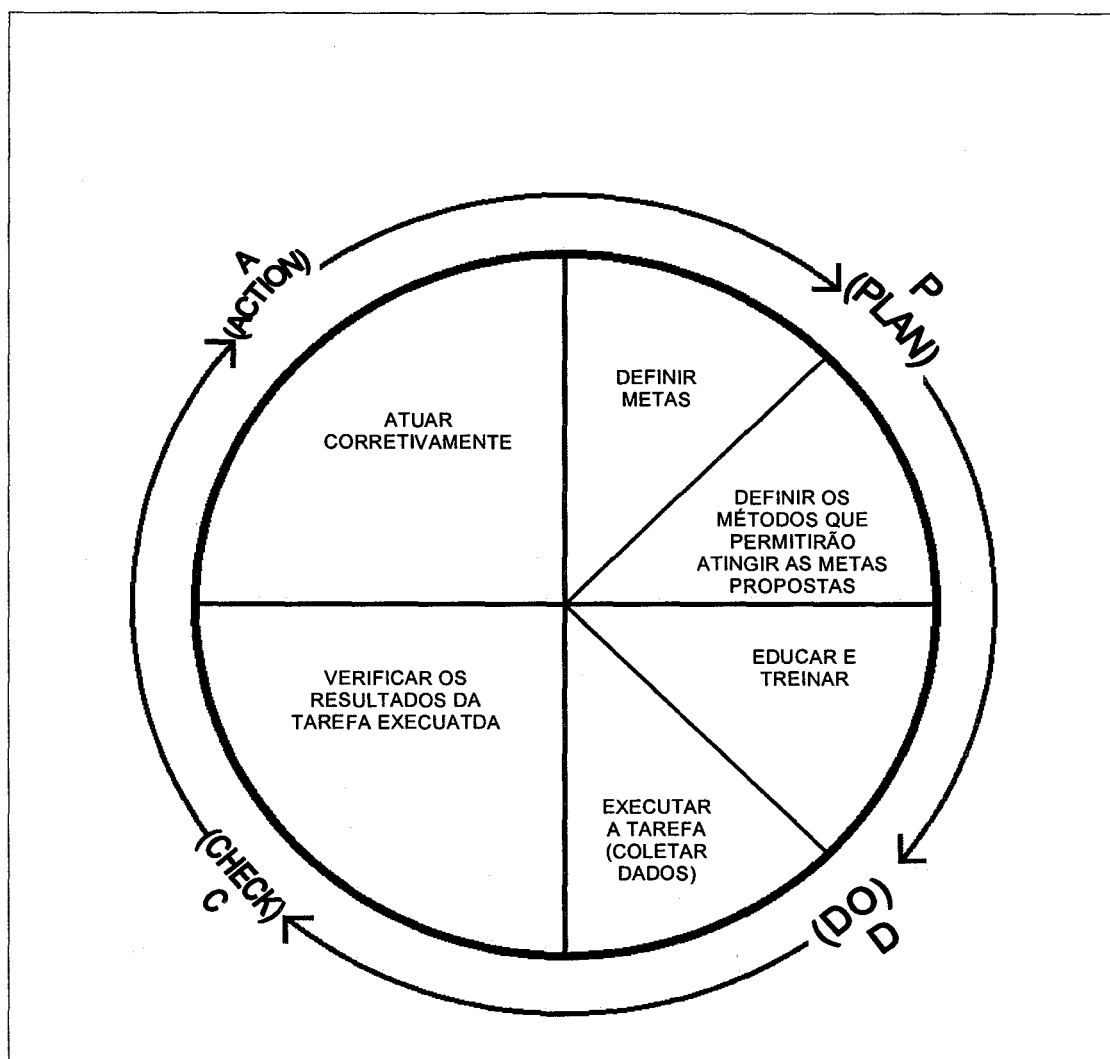 A
(ACTION)
P
(PLAN)
DEFINIR
METAS
ATUAR
CORRETIVAMENTE
DEFINIR OS
MÉTODOS QUE
PERMITIRÃO
ATINGIR AS METAS
PROPOSTAS
EDUCAR E
TREINAR
VERIFICAR OS
RESULTADOS DA
TAREFA EXECUATDA
EXECUTAR
A TAREFA
(COLETAR
DADOS)
(CHECK)
C
(DO)
D